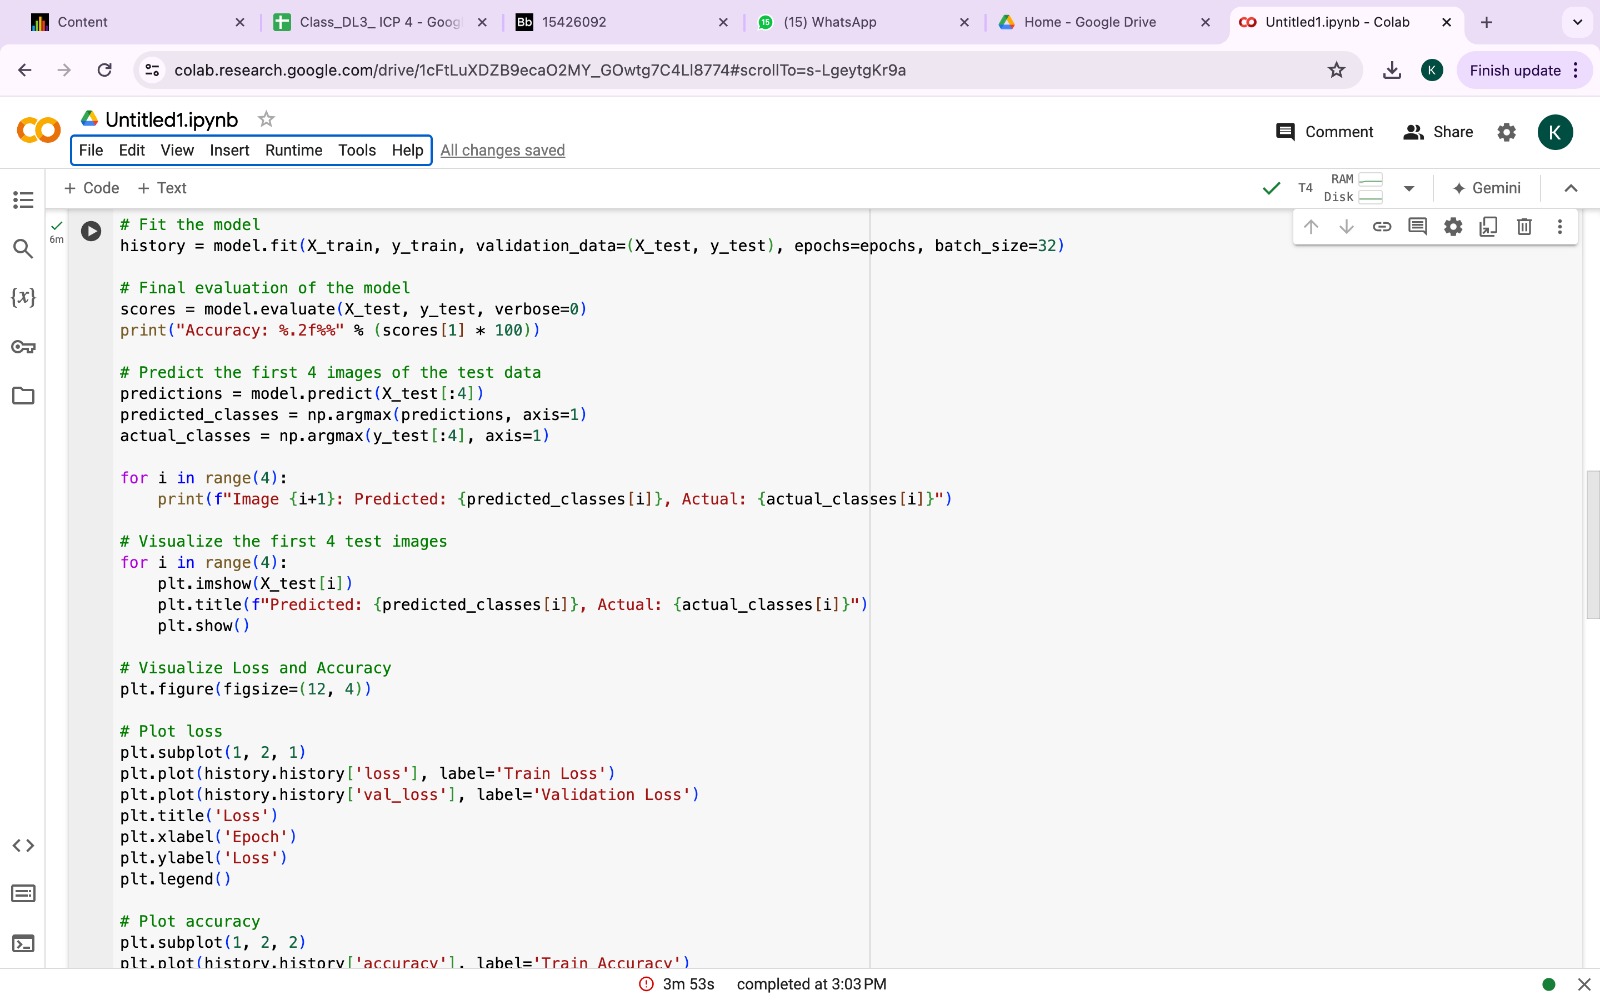 Content
Class_DL3_ ICP 4 - Goog
Bb 15426092
15 (15) WhatsApp
Home - Google Drive
Untitled1.ipynb - Colab
colab.research.google.com/drive/1cFtLuXDZB9ecaO2MY_GOwtg7C4Ll8774#scrollTo=s-LgeytgKr9a
K
Finish update
Untitled1.ipynb
File Edit View Insert Runtime Tools Help All changes saved
Comment Share K
+ Code + Text
T4 RAM Disk Gemini
6m
# Fit the model
history = model.fit(X_train, y_train, validation_data=(X_test, y_test), epochs=epochs, batch_size=32)
# Final evaluation of the model
scores = model.evaluate(X_test, y_test, verbose=0)
print("Accuracy: %.2f%%" % (scores[1] * 100))
# Predict the first 4 images of the test data
predictions = model.predict(X_test[:4])
predicted_classes = np.argmax(predictions, axis=1)
actual_classes = np.argmax(y_test[:4], axis=1)
for i in range(4):
    print(f"Image {i+1}: Predicted: {predicted_classes[i]}, Actual: {actual_classes[i]}")
# Visualize the first 4 test images
for i in range(4):
    plt.imshow(X_test[i])
    plt.title(f"Predicted: {predicted_classes[i]}, Actual: {actual_classes[i]}")
    plt.show()
# Visualize Loss and Accuracy
plt.figure(figsize=(12, 4))
# Plot loss
plt.subplot(1, 2, 1)
plt.plot(history.history['loss'], label='Train Loss')
plt.plot(history.history['val_loss'], label='Validation Loss')
plt.title('Loss')
plt.xlabel('Epoch')
plt.ylabel('Loss')
plt.legend()
# Plot accuracy
plt.subplot(1, 2, 2)
plt.plot(history.history['accuracy'], label='Train Accuracy')
{x}
3m 53s completed at 3:03 PM